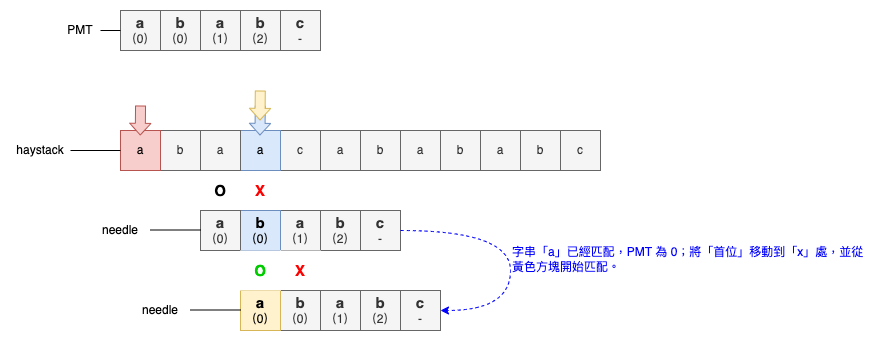 a b a b c
PMT (0) (0) (1) (2) -
haystack a b a a c a b a b a b c
O X
a b a b c
needle (0) (0) (1) (2) -
字串「a」已經匹配，PMT 為 0；將「首位」移動到「x」處，並從
黃色方塊開始匹配。
O X
a b a b c
needle (0) (0) (1) (2) -